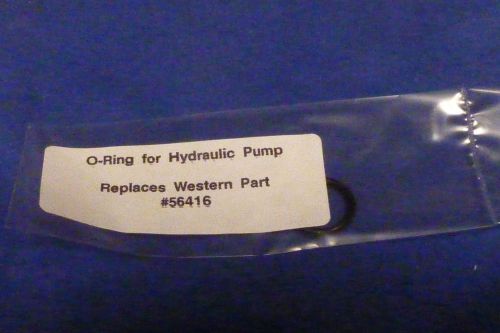 O-Ring for Hydraulic Pump
Replaces Western Part
#56416